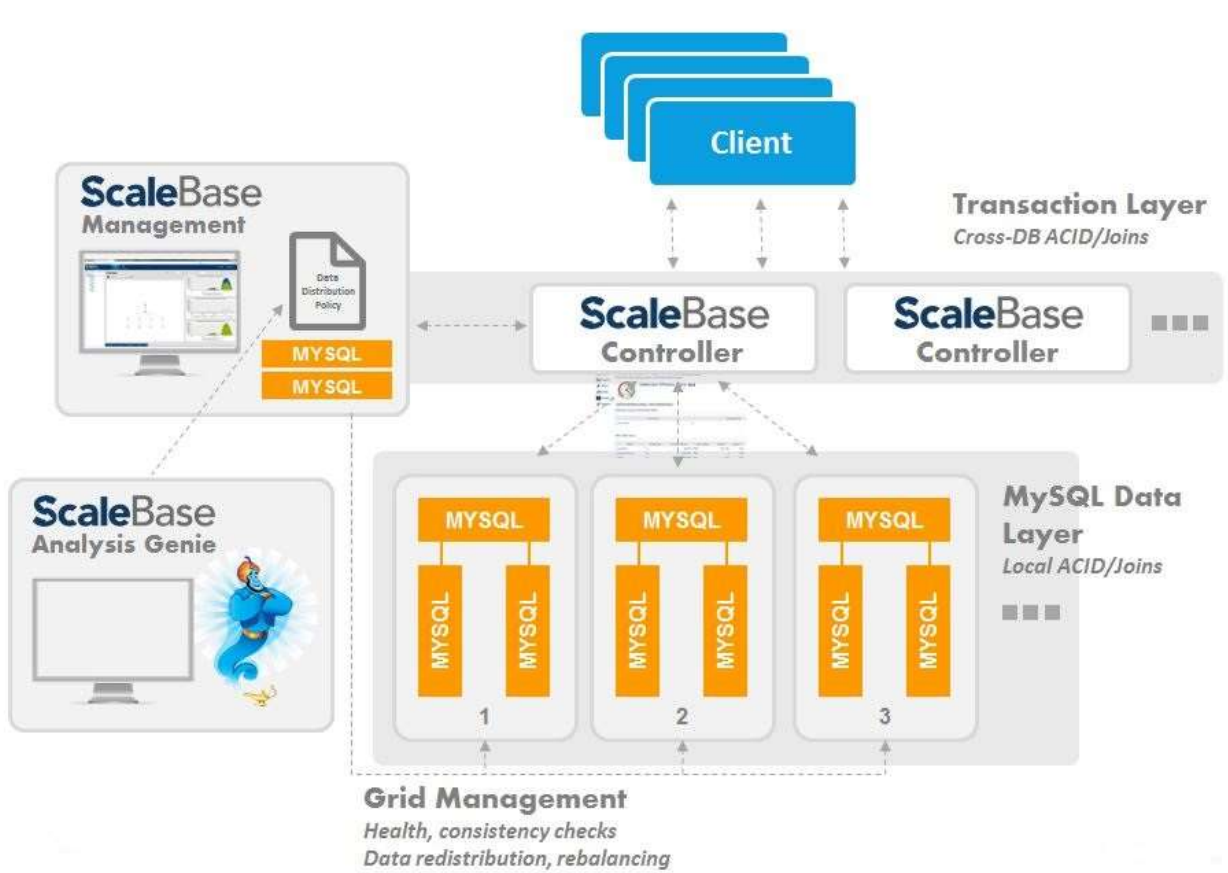 Client
ScaleBase
Management
Data
Distribution
Policy
MYSQL
MYSQL
Transaction Layer
Cross-DB ACID/Joins
ScaleBase
Controller
ScaleBase
Controller
ScaleBase
Analysis Genie
MYSQL
MYSQL
MYSQL
1
MYSQL
MYSQL
MYSQL
2
MYSQL
MYSQL
MYSQL
3
MySQL Data
Layer
Local ACID/Joins
Grid Management
Health, consistency checks
Data redistribution, rebalancing